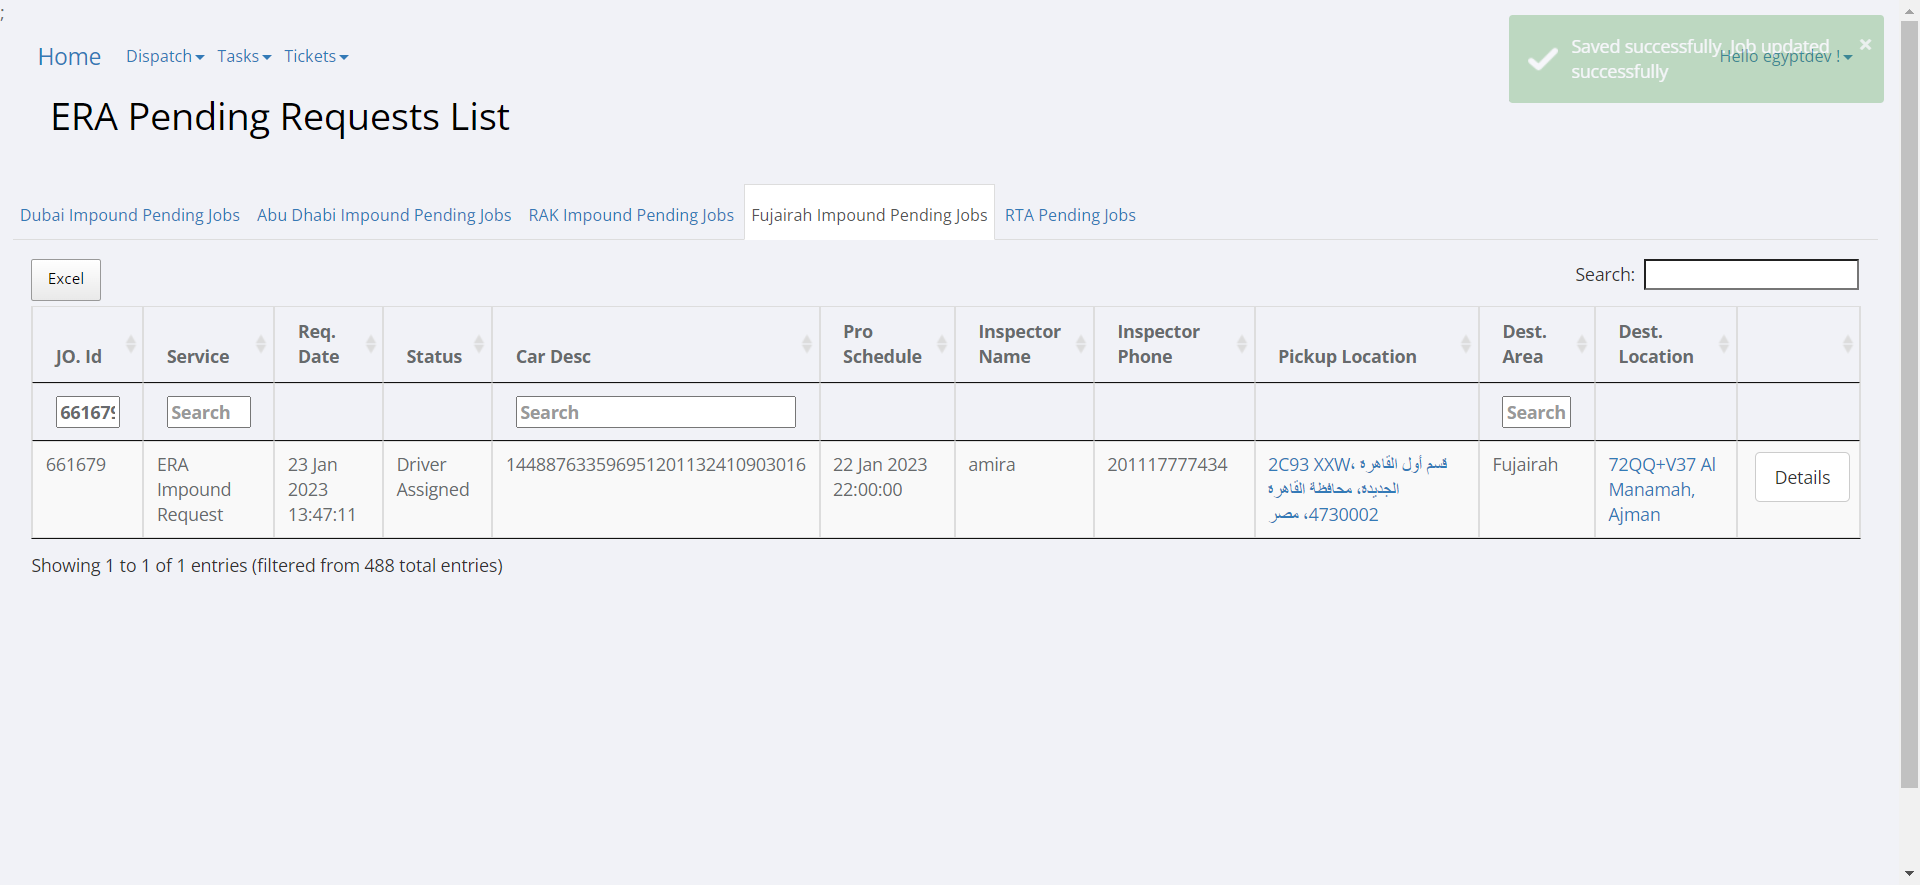 ;
Home Dispatch Tasks Tickets
Saved successfully. Job updated
successfully
×
Hello egyptdev !
ERA Pending Requests List
Dubai Impound Pending Jobs Abu Dhabi Impound Pending Jobs RAK Impound Pending Jobs Fujairah Impound Pending Jobs RTA Pending Jobs
Excel
Search:
JO. Id
Service
Req.
Date
Status
Car Desc
Pro
Schedule
Inspector
Name
Inspector
Phone
Pickup Location
Dest.
Area
Dest.
Location
661679
Search
Search
Search
661679
ERA
Impound
Request
23 Jan
2023
13:47:11
Driver
Assigned
1448876335969512011324109030​16
22 Jan 2023
22:00:00
amira
201117777434
2C93 XXW، قسم أول القاهرة
الجديدة، محافظة القاهرة
4730002، مصر
Fujairah
72QQ+V37 Al
Manamah,
Ajman
Details
Showing 1 to 1 of 1 entries (filtered from 488 total entries)